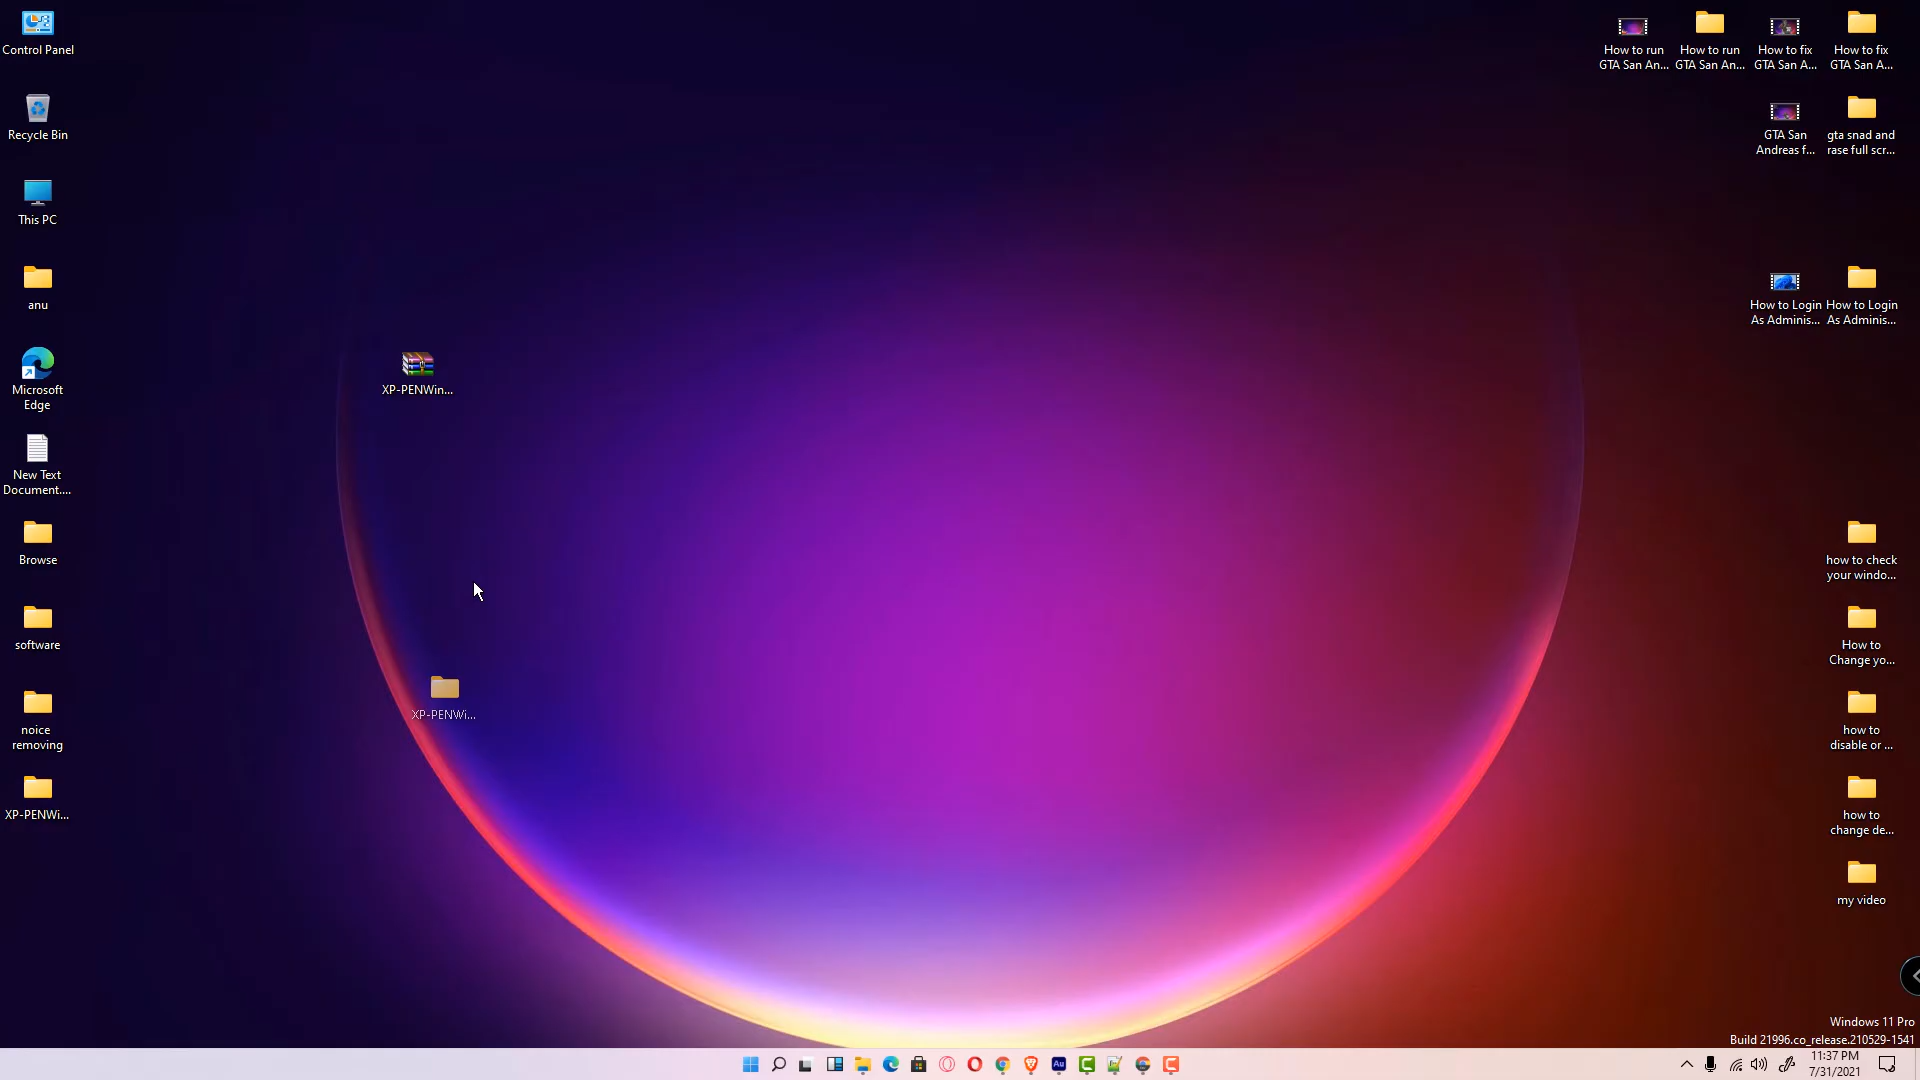 Control Panel
Recycle Bin
This PC
anu
Microsoft
Edge
New Text
Document....
Browse
software
noice
removing
XP-PENWi...
XP-PENWin...
XP-PENWi...
How to run
GTA San An...
How to run
GTA San An...
How to fix
GTA San A...
How to fix
GTA San A...
GTA San
Andreas f...
gta snad and
rase full scr...
How to Login
As Adminis...
How to Login
As Adminis...
how to check
your windo...
How to
Change yo...
how to
disable or ...
how to
change de...
my video
Windows 11 Pro
Build 21996.co_release.210529-1541
Au
11:37 PM
7/31/2021